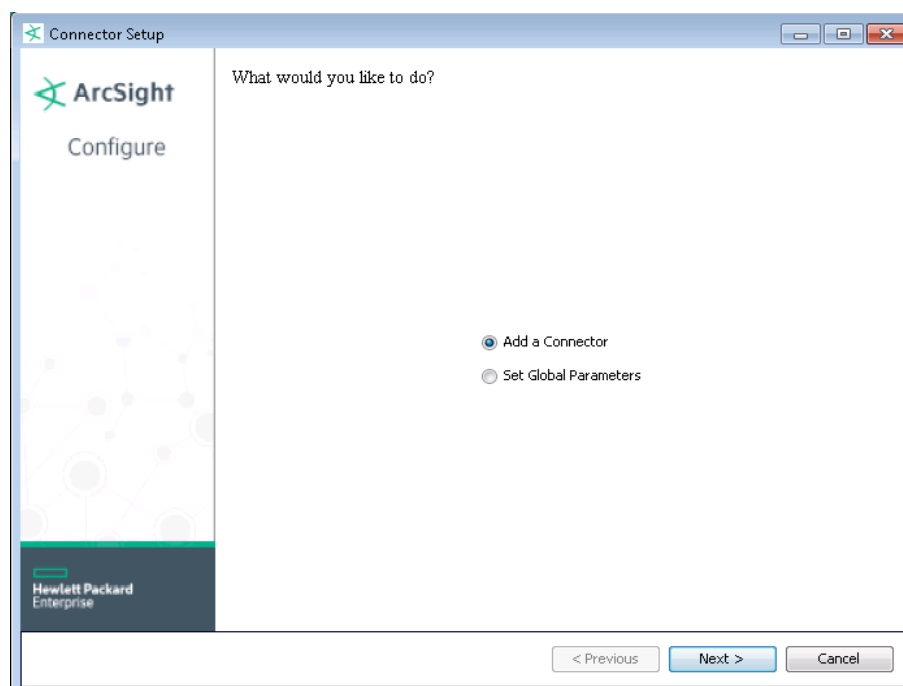 Connector Setup
ArcSight
Configure
What would you like to do?
Add a Connector
Set Global Parameters
Hewlett Packard
Enterprise
< Previous
Next >
Cancel